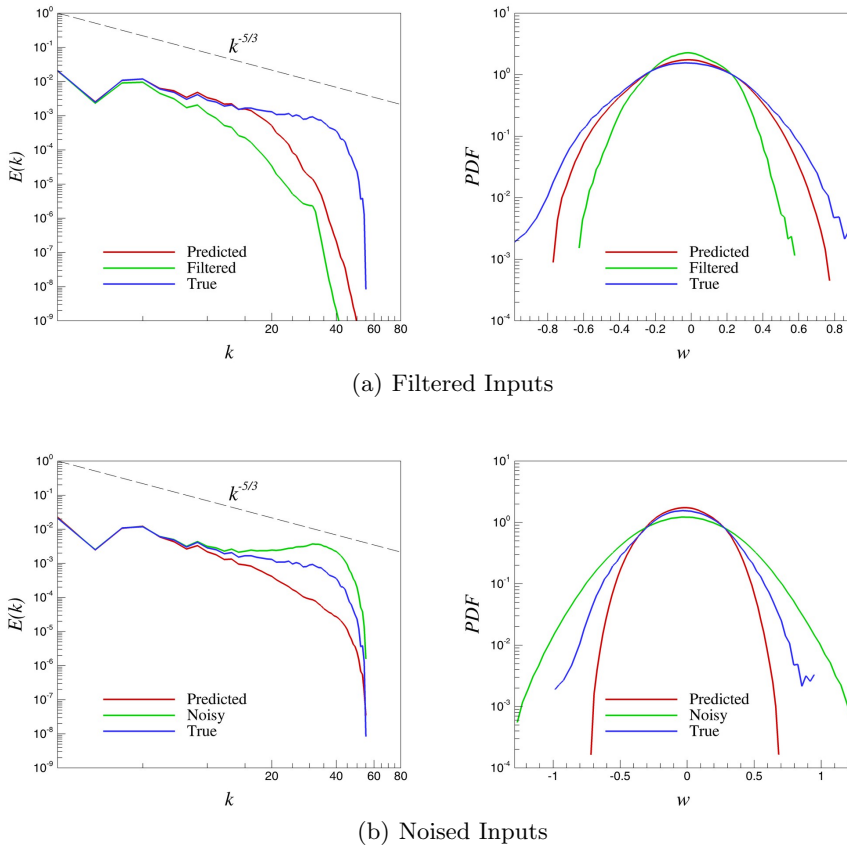 10^0
10^-1
10^-2
10^-3
10^-4
10^-5
10^-6
10^-7
10^-8
10^-9
E(k)
k^-5/3
Predicted
Filtered
True
20 40 60 80
k
10^1
10^0
10^-1
10^-2
10^-3
10^-4
PDF
Predicted
Filtered
True
-0.8 -0.6 -0.4 -0.2 0 0.2 0.4 0.6 0.8
w
(a) Filtered Inputs
10^0
10^-1
10^-2
10^-3
10^-4
10^-5
10^-6
10^-7
10^-8
10^-9
E(k)
k^-5/3
Predicted
Noisy
True
20 40 60 80
k
10^1
10^0
10^-1
10^-2
10^-3
10^-4
PDF
Predicted
Noisy
True
-1 -0.5 0 0.5 1
w
(b) Noised Inputs